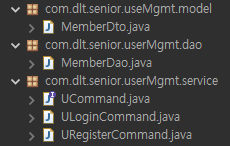 com.dlt.senior.useMgmt.model
MemberDto.java
com.dlt.senior.userMgmt.dao
MemberDao.java
com.dlt.senior.userMgmt.service
UCommand.java
ULoginCommand.java
URegisterCommand.java